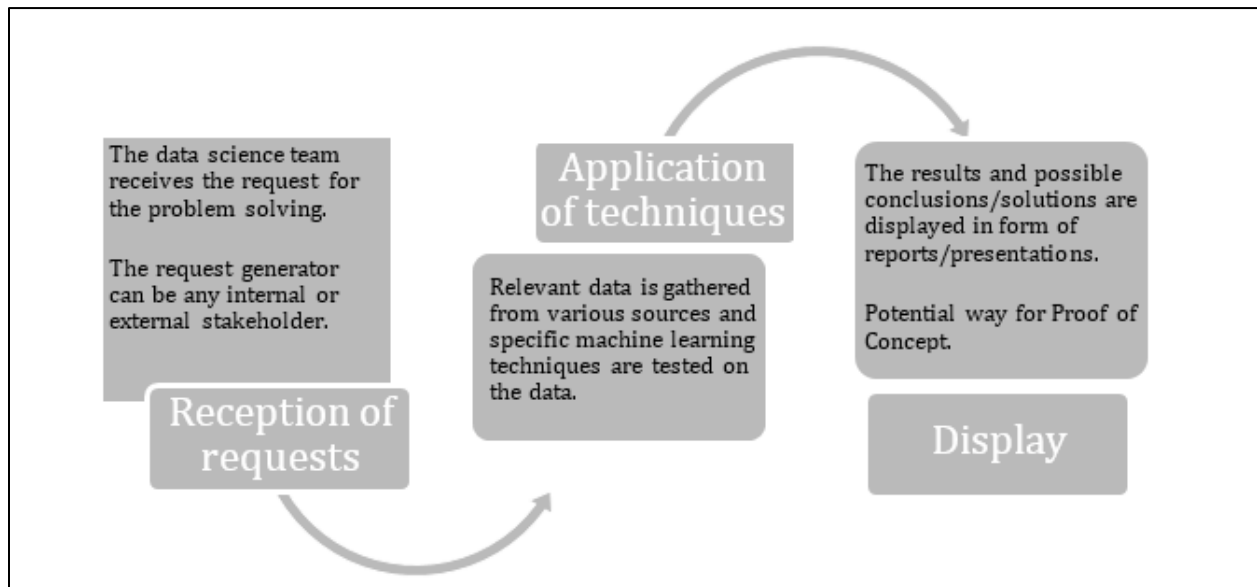 The data science team
receives the request for
the problem solving.
The request generator
can be any internal or
external stakeholder.
Reception of
requests
Application
of techniques
Relevant data is gathered
from various sources and
specific machine learning
techniques are tested on
the data.
The results and possible
conclusions/solutions are
displayed in form of
reports/presentations.
Potential way for Proof of
Concept.
Display